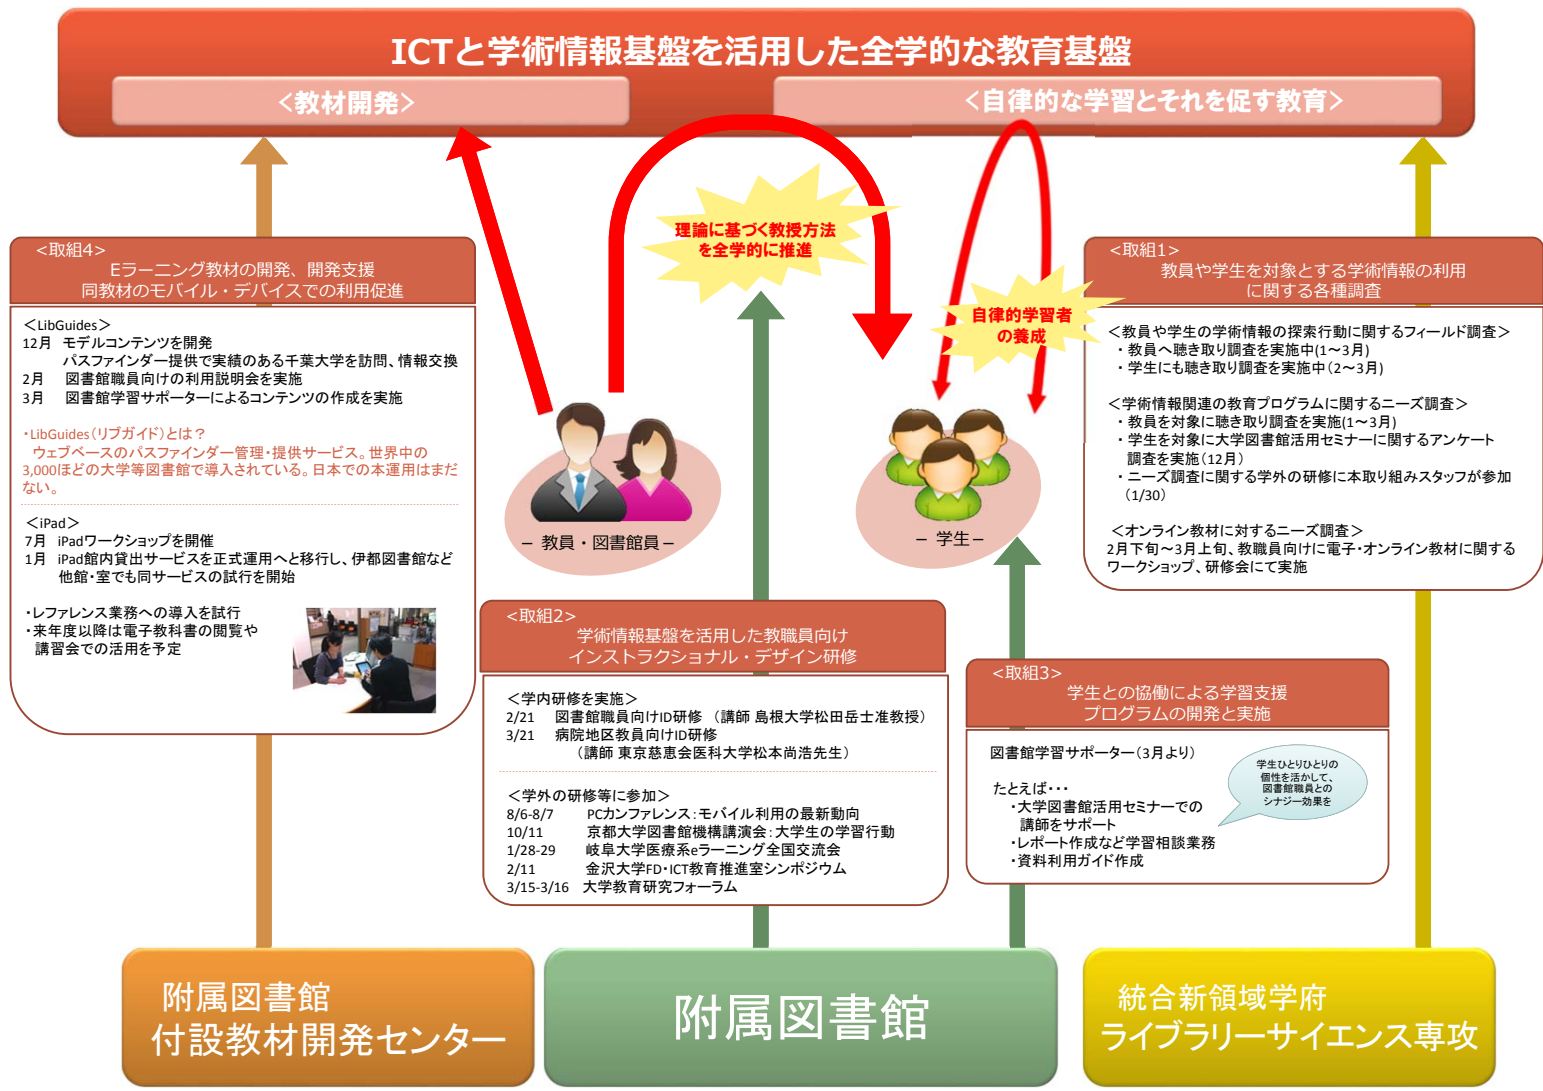 ICTと学術情報基盤を活用した全学的な教育基盤
<教材開発>
<自律的な学習とそれを促す教育>
理論に基づく教授方法
を全学的に推進
自律的学習者
の養成
<取組4>
Eラーニング教材の開発、開発支援
同教材のモバイル・デバイスでの利用促進
<LibGuides>
12月 モデルコンテンツを開発
パスファインダー提供で実績のある千葉大学を訪問、情報交換
2月 図書館職員向けの利用説明会を実施
3月 図書館学習サポーターによるコンテンツの作成を実施
・LibGuides(リブガイド)とは?
ウェブベースのパスファインダー管理・提供サービス。世界中の
3,000ほどの大学等図書館で導入されている。日本での本運用はまだ
ない。
<iPad>
7月 iPadワークショップを開催
1月 iPad館内貸出サービスを正式運用へと移行し、伊都図書館など
他館・室でも同サービスの試行を開始
・レファレンス業務への導入を試行
・来年度以降は電子教科書の閲覧や
講習会での活用を予定
－ 教員・図書館員－
－ 学生－
<取組1>
教員や学生を対象とする学術情報の利用
に関する各種調査
<教員や学生の学術情報の探索行動に関するフィールド調査>
・教員へ聴き取り調査を実施中(1～3月)
・学生にも聴き取り調査を実施中(2～3月)
<学術情報関連の教育プログラムに関するニーズ調査>
・教員を対象に聴き取り調査を実施(1～3月)
・学生を対象に大学図書館活用セミナーに関するアンケート
調査を実施(12月)
・ニーズ調査に関する学外の研修に本取り組みスタッフが参加
(1/30)
<オンライン教材に対するニーズ調査>
2月下旬～3月上旬、教職員向けに電子・オンライン教材に関する
ワークショップ、研修会にて実施
<取組2>
学術情報基盤を活用した教職員向け
インストラクショナル・デザイン研修
<学内研修を実施>
2/21 図書館職員向けID研修 (講師 島根大学松田岳士准教授)
3/21 病院地区教員向けID研修
(講師 東京慈恵会医科大学松本尚浩先生)
<学外の研修等に参加>
8/6-8/7 PCカンファレンス：モバイル利用の最新動向
10/11 京都大学図書館機構講演会：大学生の学習行動
1/28-29 岐阜大学医療系eラーニング全国交流会
2/11 金沢大学FD・ICT教育推進室シンポジウム
3/15-3/16 大学教育研究フォーラム
<取組3>
学生との協働による学習支援
プログラムの開発と実施
図書館学習サポーター(3月より)
たとえば・・・
・大学図書館活用セミナーでの
講師をサポート
・レポート作成など学習相談業務
・資料利用ガイド作成
学生ひとりひとりの
個性を活かして、
図書館職員との
シナジー効果を
附属図書館
付設教材開発センター
附属図書館
統合新領域学府
ライブラリーサイエンス専攻